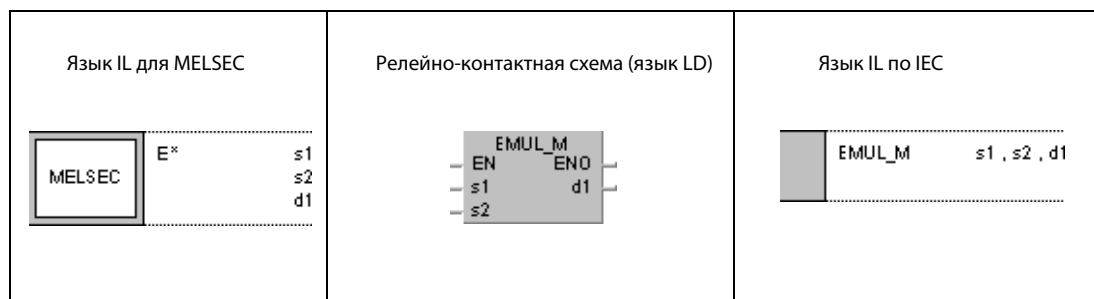 Язык IL для MELSEC
MELSEC
E* s1
s2
d1
Релейно-контактная схема (язык LD)
EMUL_M
EN ENO
s1 d1
s2
Язык IL по IEC
EMUL_M s1 , s2 , d1